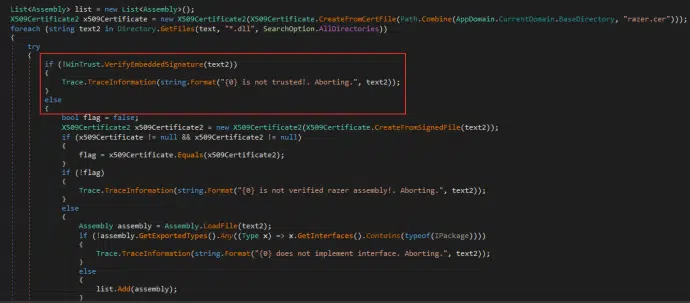 List<Assembly> list = new List<Assembly>();
X509Certificate2 x509Certificate = new X509Certificate2(X509Certificate.CreateFromCertFile(Path.Combine(AppDomain.CurrentDomain.BaseDirectory, "razer.cer")));
foreach (string text2 in Directory.GetFiles(text, "*.dll", SearchOption.AllDirectories))
{
try
{
if (!WinTrust.VerifyEmbeddedSignature(text2))
{
Trace.TraceInformation(string.Format("{0} is not trusted!. Aborting.", text2));
}
else
{
bool flag = false;
X509Certificate2 x509Certificate2 = new X509Certificate2(X509Certificate.CreateFromSignedFile(text2));
if (x509Certificate != null && x509Certificate2 != null)
{
flag = x509Certificate.Equals(x509Certificate2);
}
if (!flag)
{
Trace.TraceInformation(string.Format("{0} is not verified razer assembly!. Aborting.", text2));
}
else
{
Assembly assembly = Assembly.LoadFile(text2);
if (!assembly.GetExportedTypes().Any((Type x) => x.GetInterfaces().Contains(typeof(IPackage))))
{
Trace.TraceInformation(string.Format("{0} does not implement interface. Aborting.", text2));
}
else
{
list.Add(assembly);
}